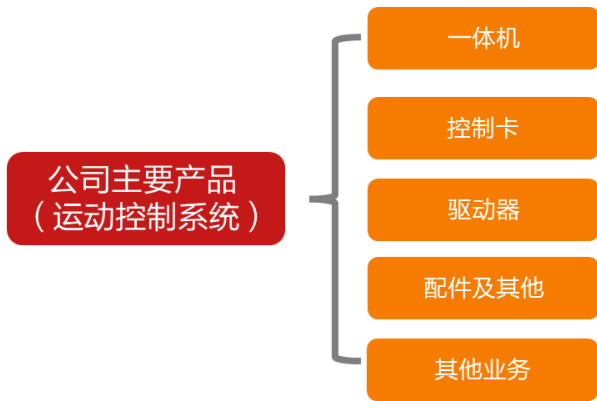 公司主要产品
（运动控制系统）
一体机
控制卡
驱动器
配件及其他
其他业务